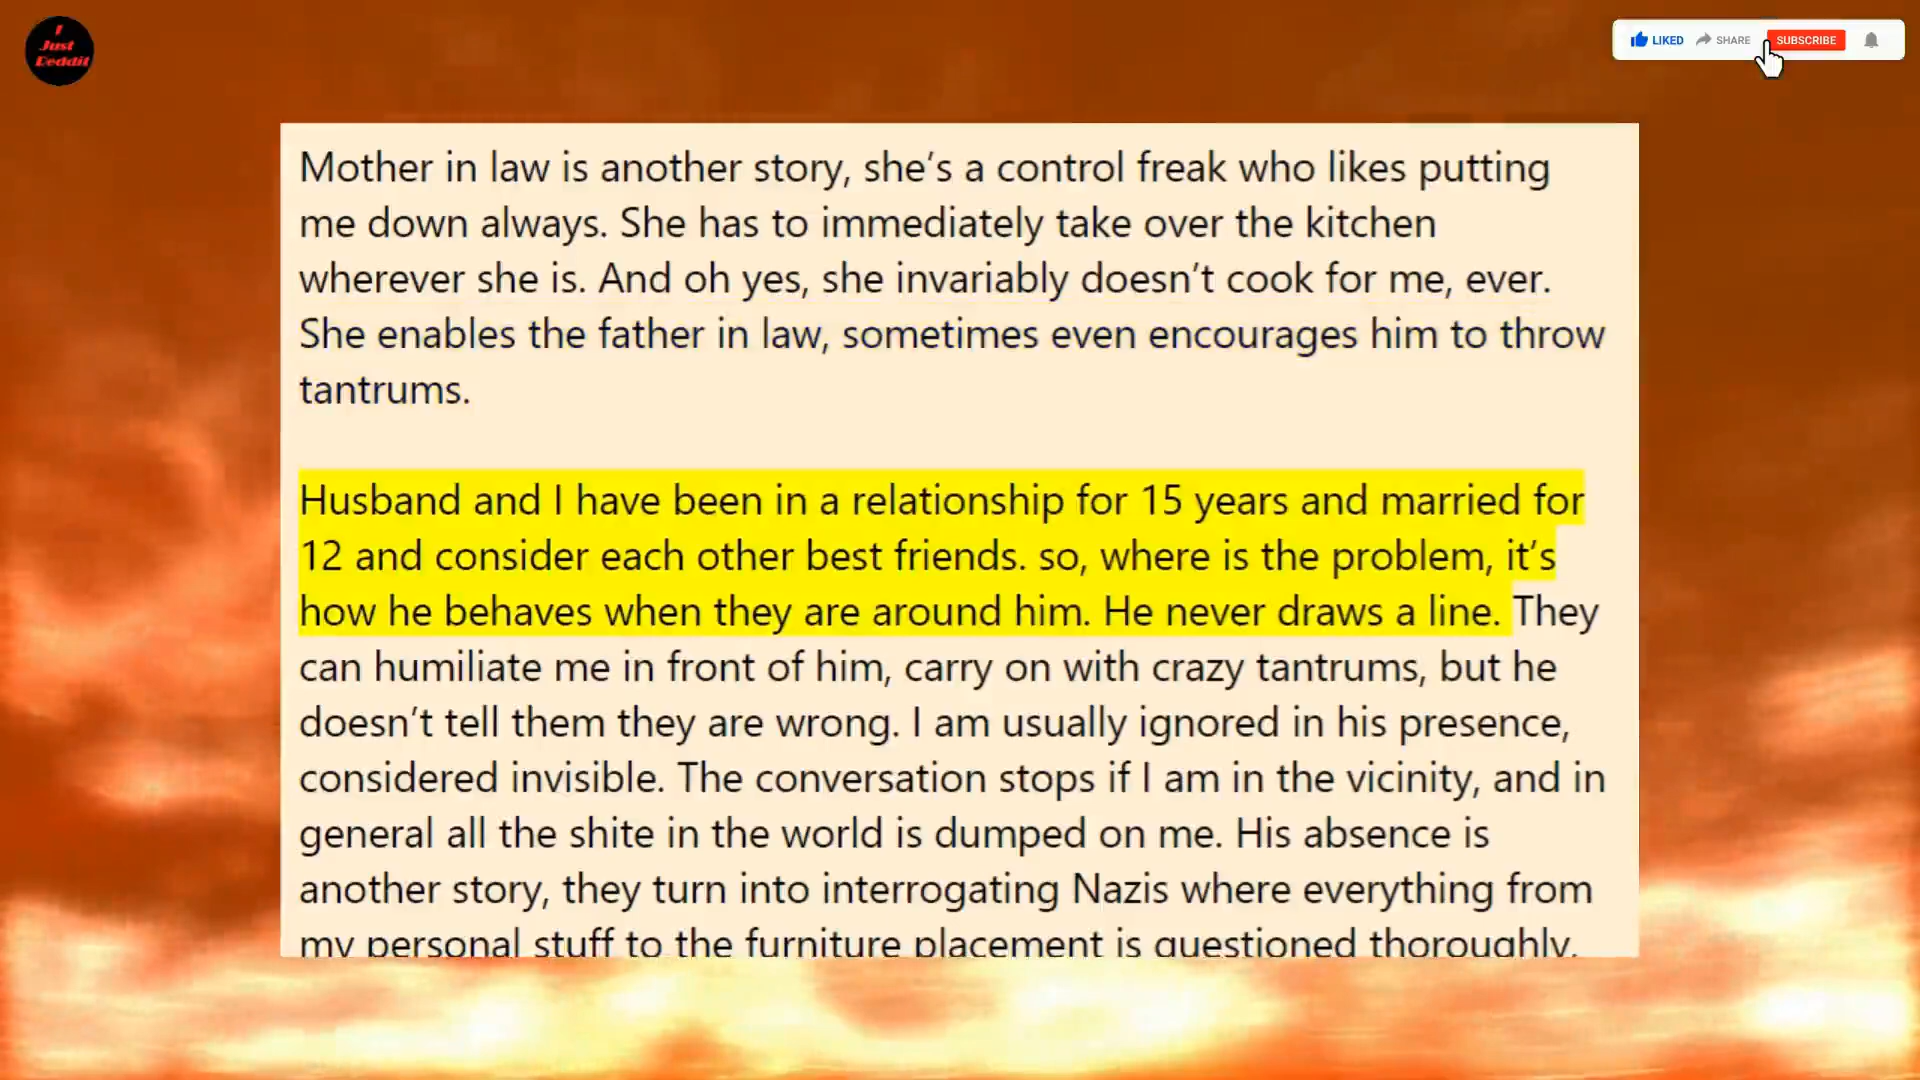 I
Just
Reddit
LIKED SHARE SUBSCRIBE
Mother in law is another story, she’s a control freak who likes putting
me down always. She has to immediately take over the kitchen
wherever she is. And oh yes, she invariably doesn’t cook for me, ever.
She enables the father in law, sometimes even encourages him to throw
tantrums.
Husband and I have been in a relationship for 15 years and married for
12 and consider each other best friends. so, where is the problem, it’s
how he behaves when they are around him. He never draws a line. They
can humiliate me in front of him, carry on with crazy tantrums, but he
doesn’t tell them they are wrong. I am usually ignored in his presence,
considered invisible. The conversation stops if I am in the vicinity, and in
general all the shite in the world is dumped on me. His absence is
another story, they turn into interrogating Nazis where everything from
my personal stuff to the furniture placement is questioned thoroughly.